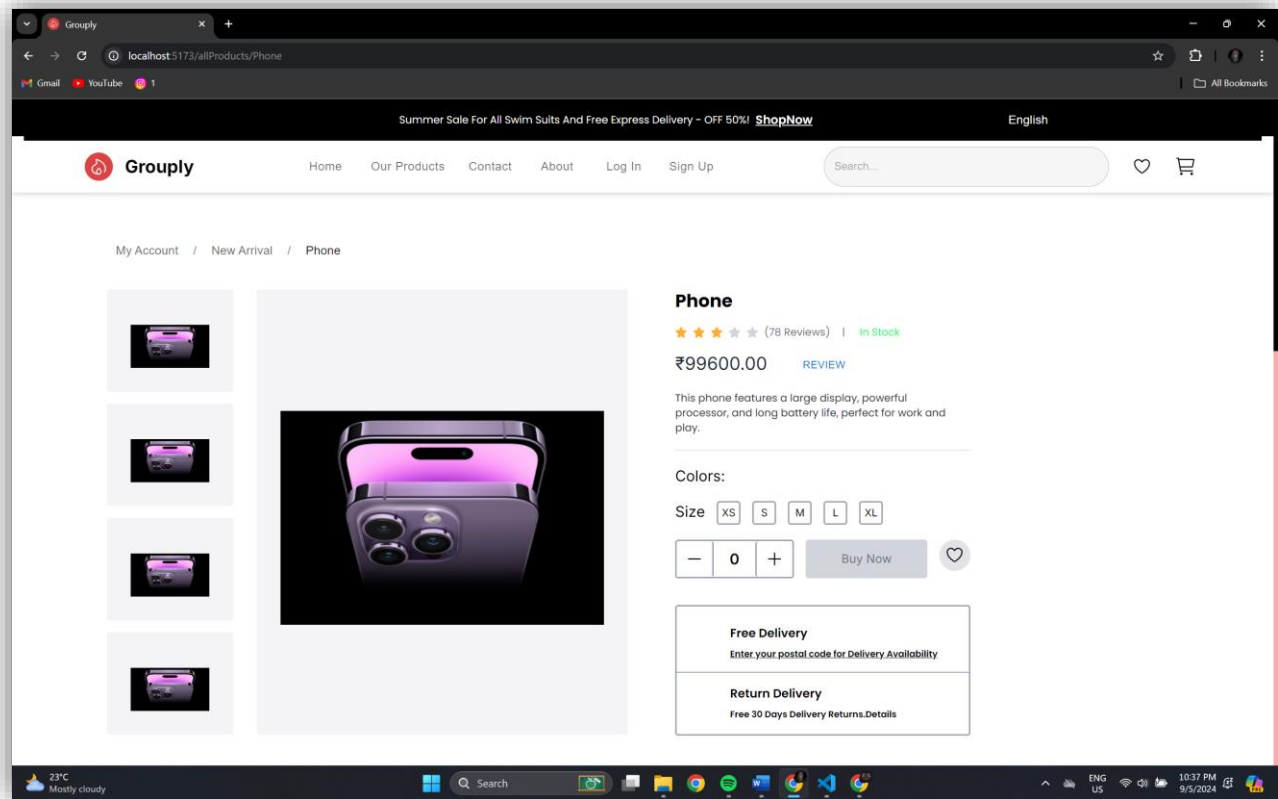 Grouply
localhost:5173/allProducts/Phone
Gmail YouTube 1 All Bookmarks
Summer Sale For All Swim Suits And Free Express Delivery - OFF 50%! ShopNow English
Grouply Home Our Products Contact About Log In Sign Up Search...
My Account / New Arrival / Phone
Phone
(78 Reviews) | In Stock
₹99600.00 REVIEW
This phone features a large display, powerful
processor, and long battery life, perfect for work and
play.
Colors:
Size XS S M L XL
0 Buy Now
Free Delivery
Enter your postal code for Delivery Availability
Return Delivery
Free 30 Days Delivery Returns.Details
23°C
Mostly cloudy
Search
ENG
US
10:37 PM
9/5/2024